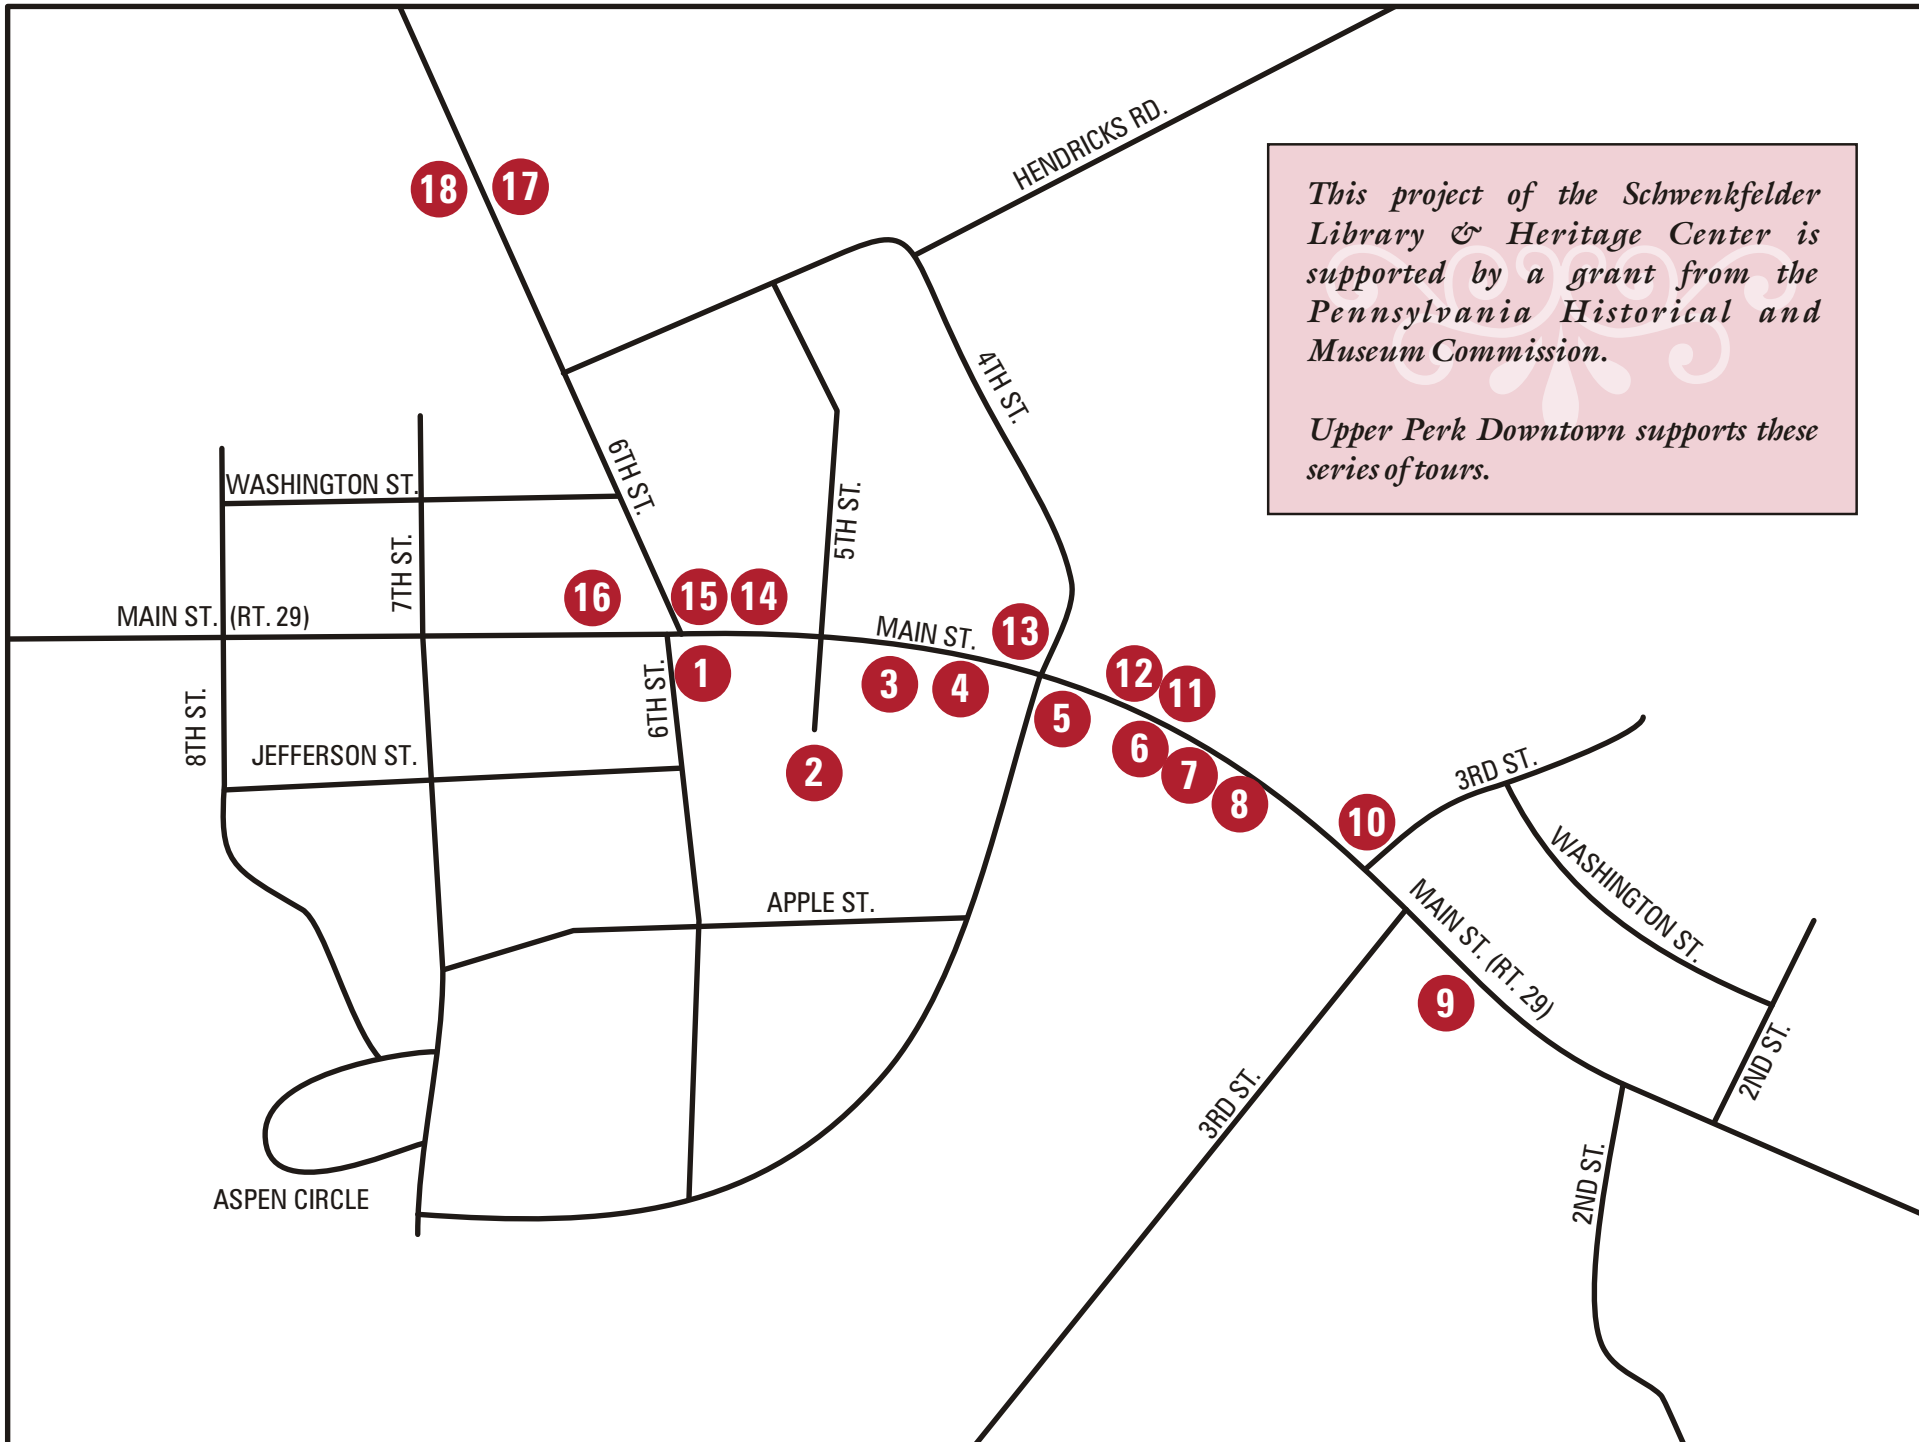 HENDRICKS RD.
This project of the Schwenkfelder
Library & Heritage Center is
supported by a grant from the
Pennsylvania Historical and
Museum Commission.
Upper Perk Downtown supports these
series of tours.
18
17
4TH ST.
6TH ST.
WASHINGTON ST.
5TH ST.
7TH ST.
16
15
14
MAIN ST. (RT. 29)
MAIN ST.
13
1
3
4
12
11
6TH ST.
5
8TH ST.
JEFFERSON ST.
2
6
7
8
3RD ST.
10
WASHINGTON ST.
APPLE ST.
MAIN ST. (RT. 29)
9
2ND ST.
3RD ST.
2ND ST.
ASPEN CIRCLE